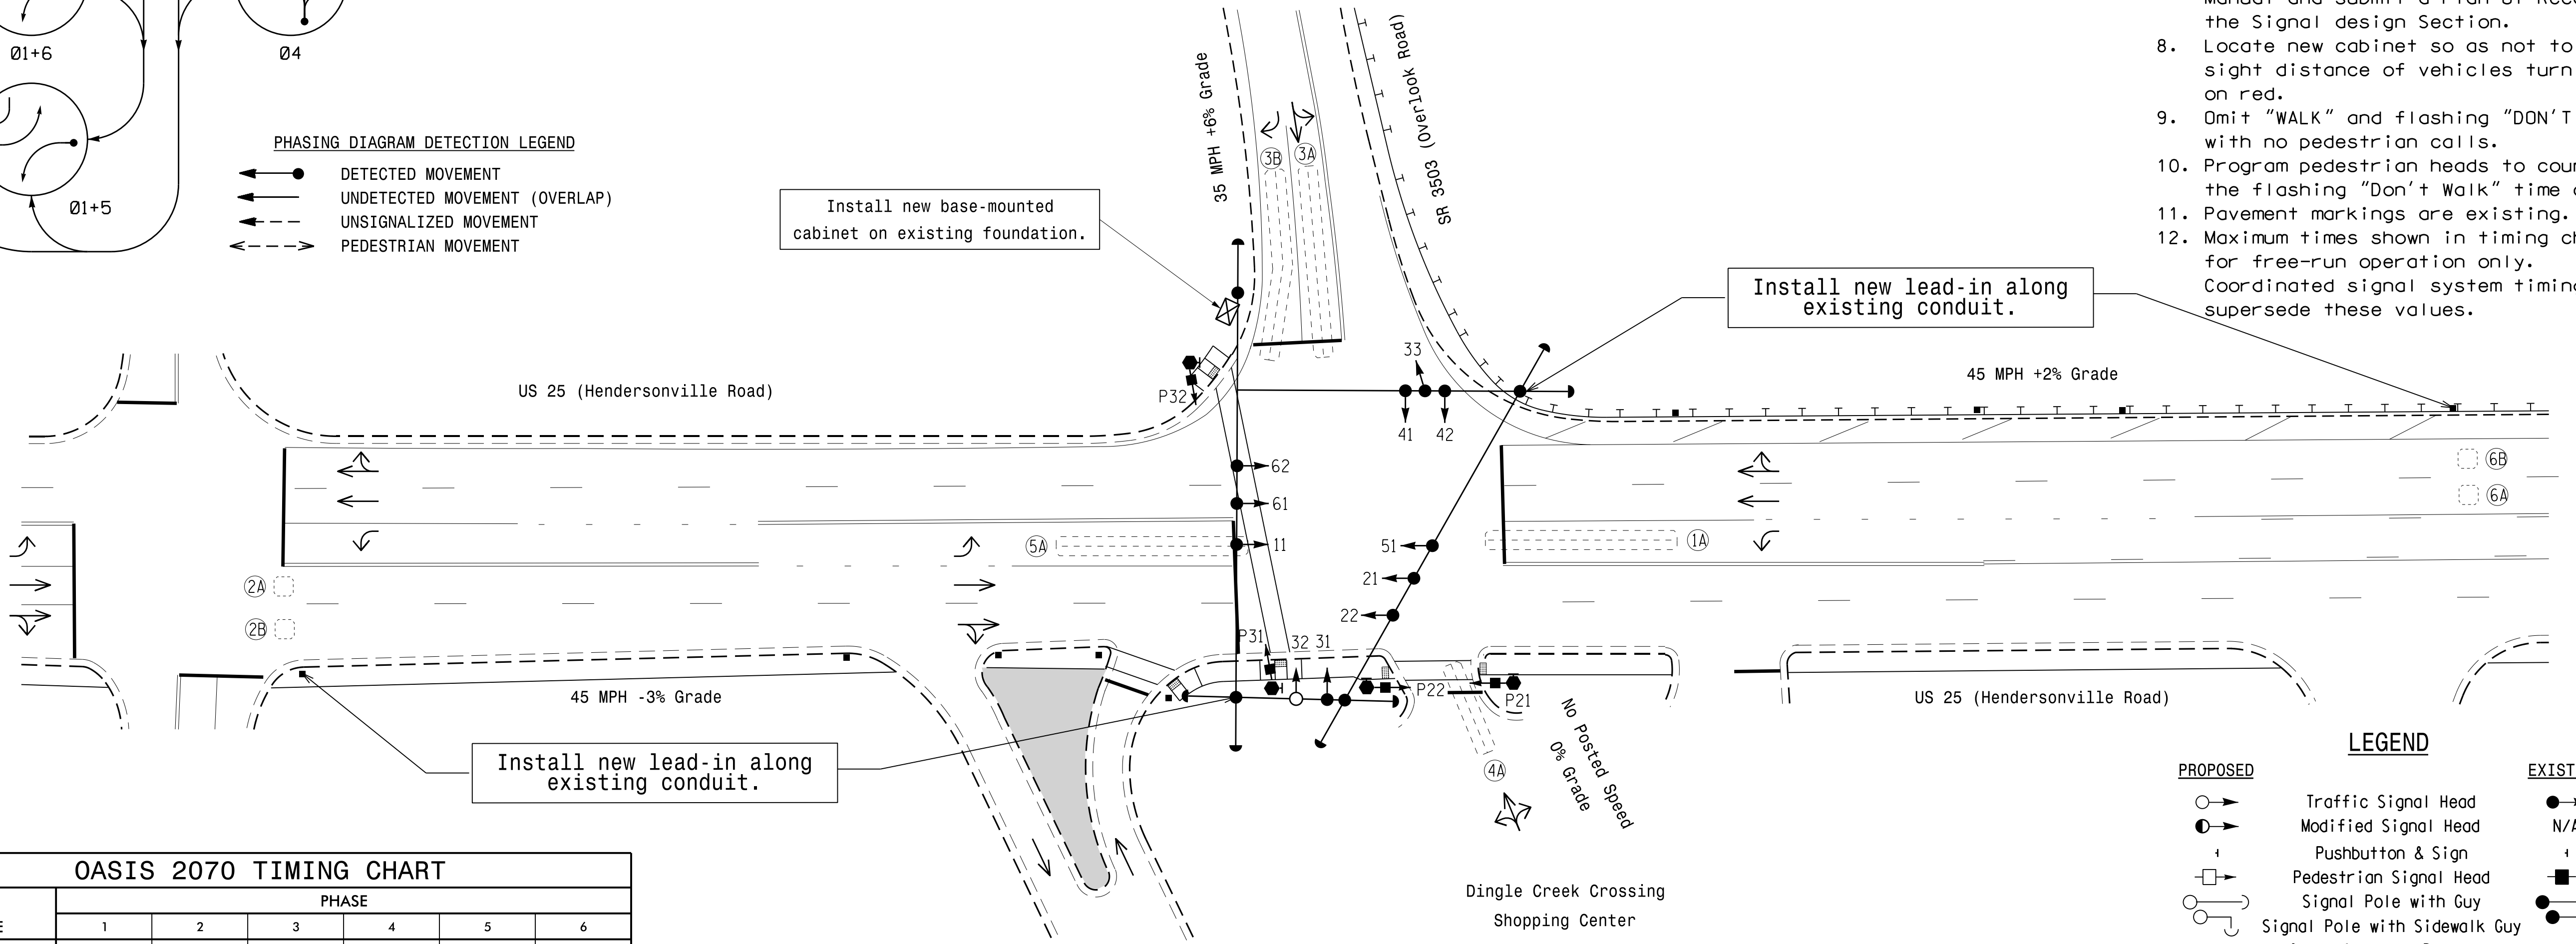 Ø1+6
Ø4
Ø1+5
PHASING DIAGRAM DETECTION LEGEND
DETECTED MOVEMENT
UNDETECTED MOVEMENT (OVERLAP)
UNSIGNALIZED MOVEMENT
PEDESTRIAN MOVEMENT
Install new base-mounted
cabinet on existing foundation.
35 MPH +6% Grade
SR 3503 (Overlook Road)
3B
3A
the Signal design Section.
8. Locate new cabinet so as not to
sight distance of vehicles turn
on red.
9. Omit "WALK" and flashing "DON'T
with no pedestrian calls.
10. Program pedestrian heads to cou
the flashing "Don't Walk" time
11. Pavement markings are existing.
12. Maximum times shown in timing c
for free-run operation only.
Coordinated signal system timin
supersede these values.
Install new lead-in along
existing conduit.
US 25 (Hendersonville Road)
P32
33
41
42
45 MPH +2% Grade
62
61
11
5A
51
21
22
1A
6B
6A
2A
2B
P31
32
31
P22
P21
45 MPH -3% Grade
US 25 (Hendersonville Road)
No Posted Speed
0% Grade
4A
Install new lead-in along
existing conduit.
Dingle Creek Crossing
Shopping Center
LEGEND
PROPOSED
EXIST
Traffic Signal Head
Modified Signal Head
N/A
Pushbutton & Sign
Pedestrian Signal Head
Signal Pole with Guy
Signal Pole with Sidewalk Guy
OASIS 2070 TIMING CHART
PHASE
E
1 2 3 4 5 6